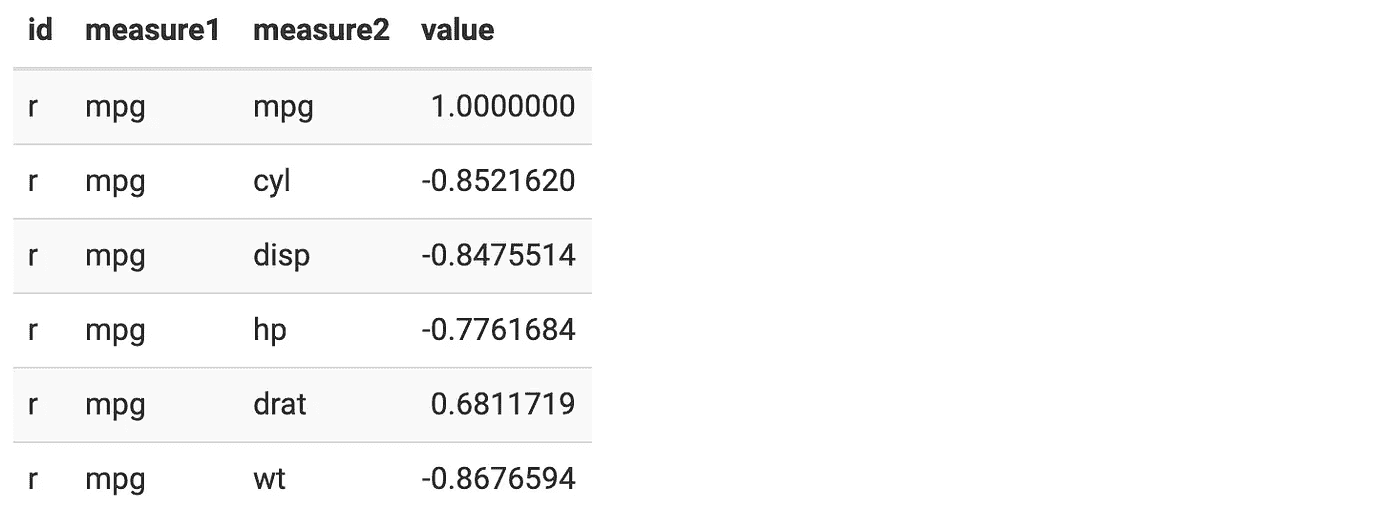 id measure1 measure2 value
r mpg mpg 1.0000000
r mpg cyl -0.8521620
r mpg disp -0.8475514
r mpg hp -0.7761684
r mpg drat 0.6811719
r mpg wt -0.8676594